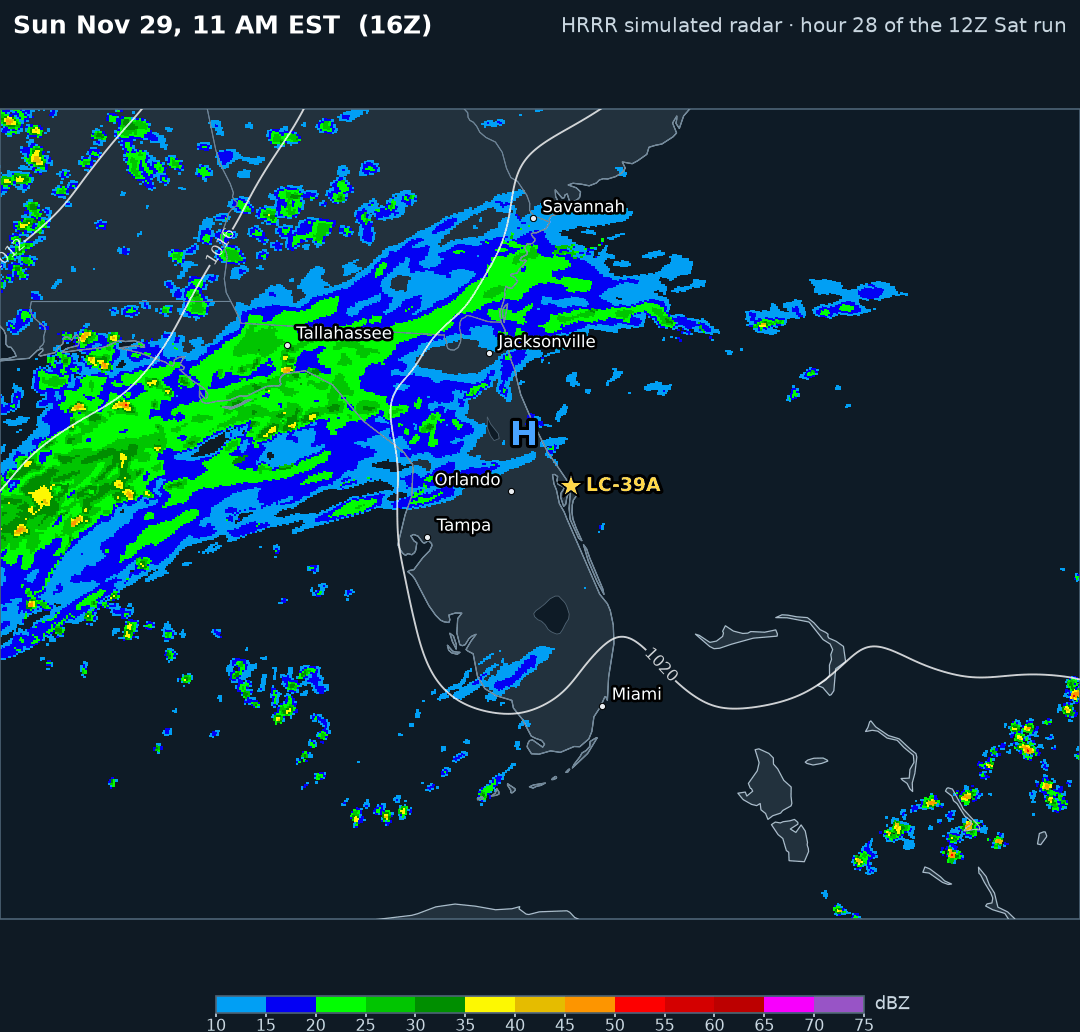 Sun Nov 29, 11 AM EST (16Z)
HRRR simulated radar · hour 28 of the 12Z Sat run
Savannah
1016
1012
Tallahassee
Jacksonville
H
Orlando
LC-39A
Tampa
1020
Miami
dBZ
10 15 20 25 30 35 40 45 50 55 60 65 70 75